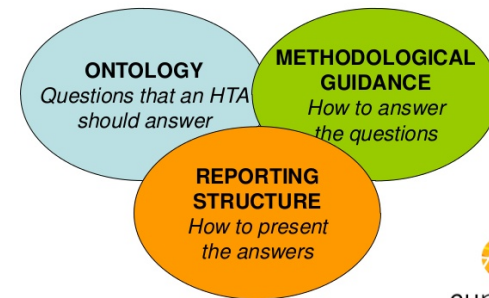 ONTOLOGY
Questions that an HTA
should answer
METHODOLOGICAL
GUIDANCE
How to answer
the questions
REPORTING
STRUCTURE
How to present
the answers